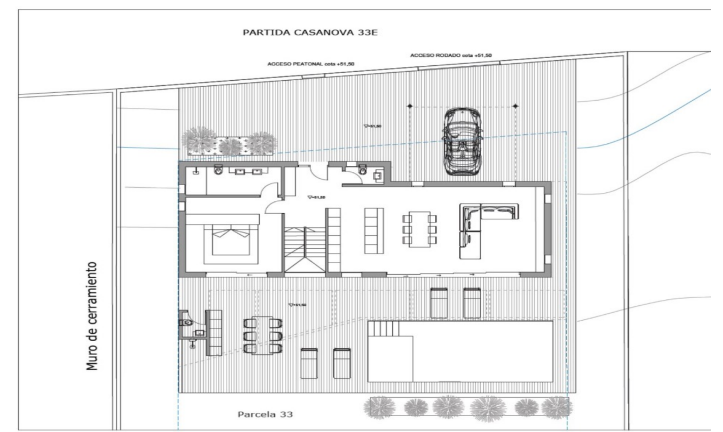 PARTIDA CASANOVA 33E
ACCESO RODADO cota +51,50
ACCESO PEATONAL cota +51,50
Muro de cerramiento
Parcela 33